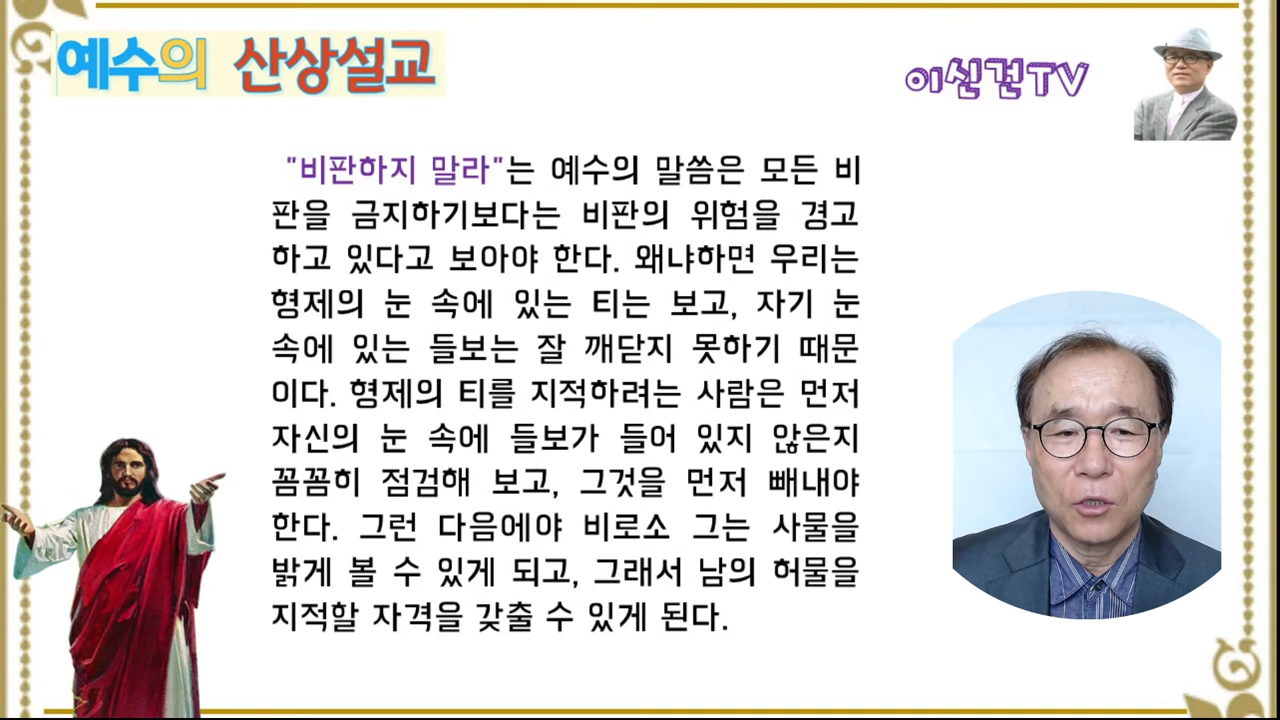 예수의 산상설교
이신건TV
"비판하지 말라"는 예수의 말씀은 모든 비
판을 금지하기보다는 비판의 위험을 경고
하고 있다고 보아야 한다. 왜냐하면 우리는
형제의 눈 속에 있는 티는 보고, 자기 눈
속에 있는 들보는 잘 깨닫지 못하기 때문
이다. 형제의 티를 지적하려는 사람은 먼저
자신의 눈 속에 들보가 들어 있지 않은지
꼼꼼히 점검해 보고, 그것을 먼저 빼내야
한다. 그런 다음에야 비로소 그는 사물을
밝게 볼 수 있게 되고, 그래서 남의 허물을
지적할 자격을 갖출 수 있게 된다.